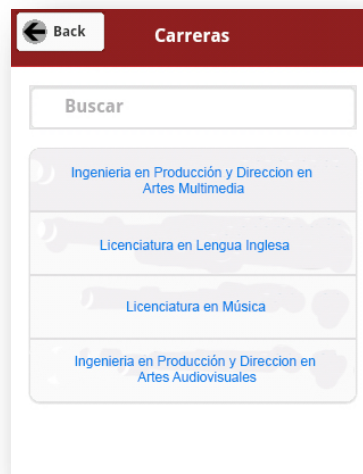 Back
Carreras
Buscar
Ingenieria en Producción y Direccion en
Artes Multimedia
Licenciatura en Lengua Inglesa
Licenciatura en Música
Ingenieria en Producción y Direccion en
Artes Audiovisuales